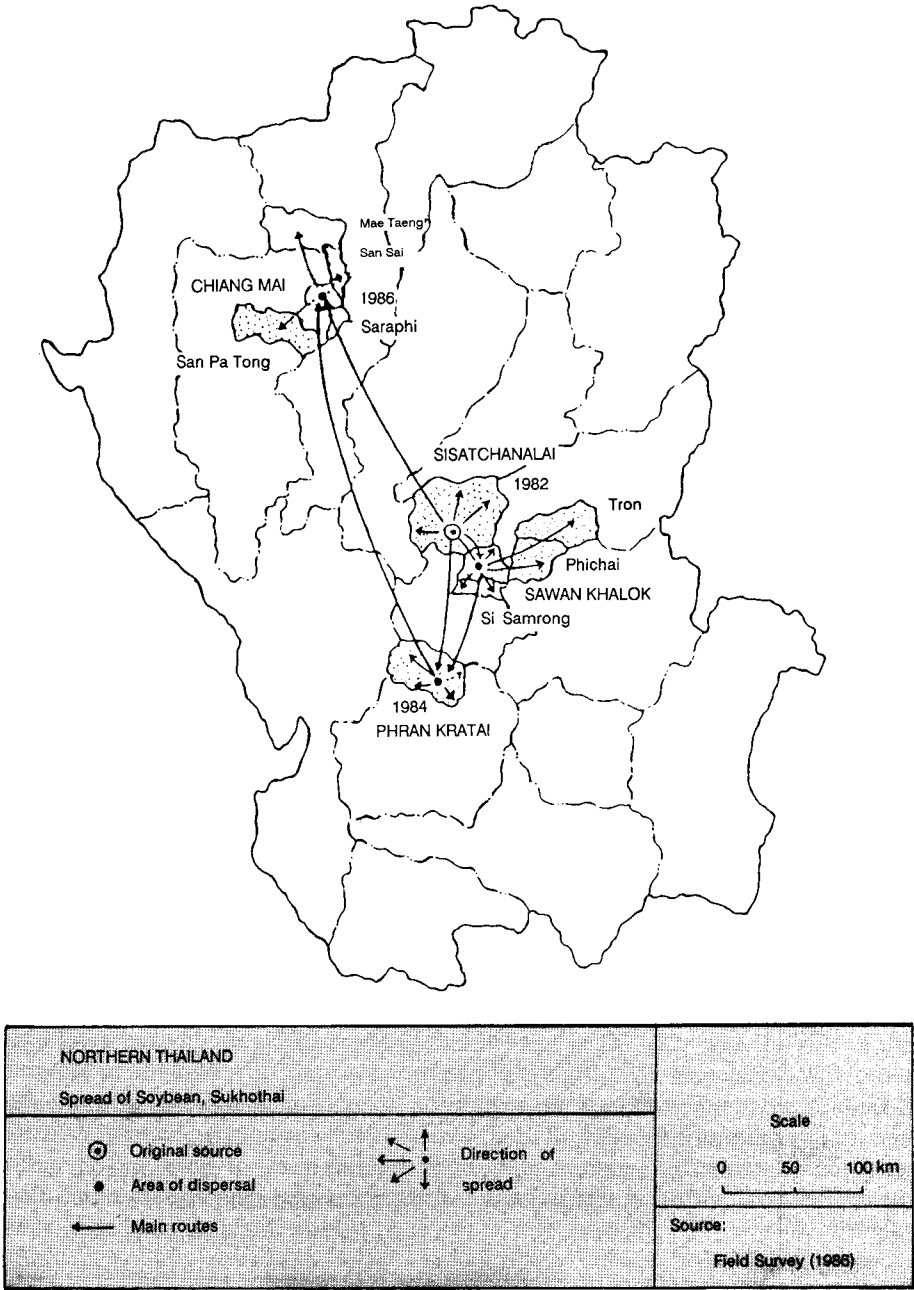 Mae Taeng
San Sai
CHIANG MAI
1986
Saraphi
San Pa Tong
SISATCHANALAI
1982
Tron
Phichai
SAWAN KHALOK
Si Samrong
1984
PHRAN KRATAI
NORTHERN THAILAND
Spread of Soybean, Sukhothai
Original source
Area of dispersal
Main routes
Direction of
spread
Scale
0 50 100 km
Source:
Field Survey (1986)